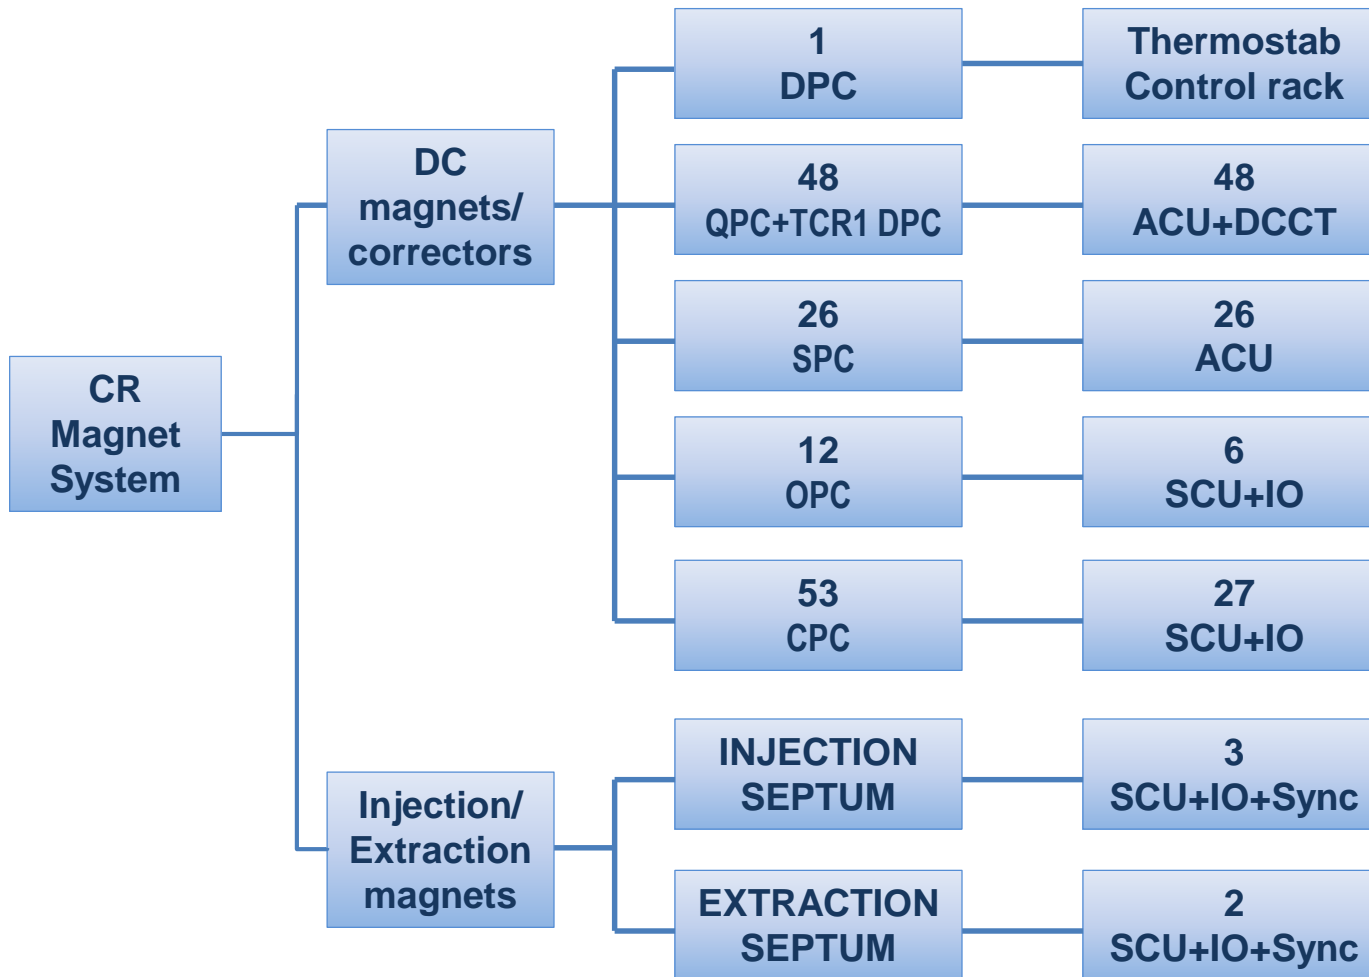 CR
Magnet
System
DC
magnets/
correctors
Injection/
Extraction
magnets
1
DPC
Thermostab
Control rack
48
QPC+TCR1 DPC
48
ACU+DCCT
26
SPC
26
ACU
12
OPC
6
SCU+IO
53
CPC
27
SCU+IO
INJECTION
SEPTUM
3
SCU+IO+Sync
EXTRACTION
SEPTUM
2
SCU+IO+Sync